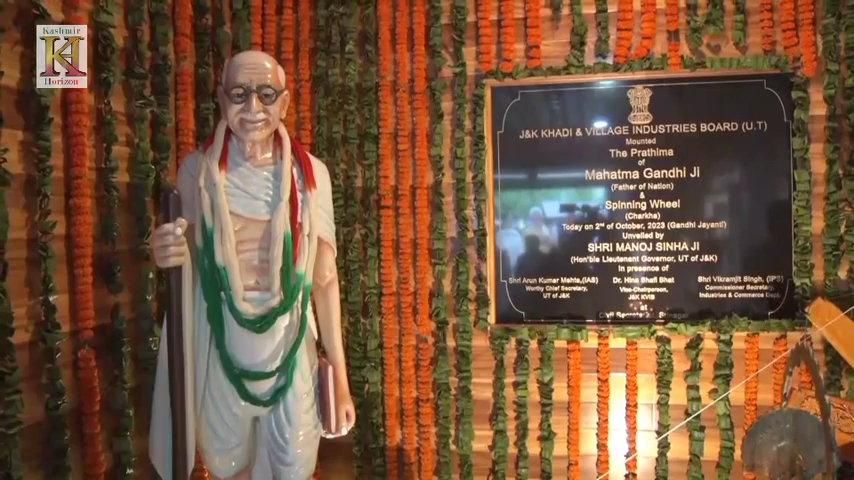 Kashmir
KH
Horizon
J&K KHADI & VILLAGE INDUSTRIES BOARD (U.T)
Mounted
The Prathima
of
Mahatma Gandhi Ji
(Father of Nation)
&
Spinning Wheel
(Charkha)
Today on 2nd of October, 2023 (Gandhi Jayanti)
Unveiled by
SHRI MANOJ SINHA JI
(Hon'ble Lieutenant Governor, UT of J&K)
in presence of
Shri Arun Kumar Mehta,(IAS)
Worthy Chief Secretary,
UT of J&K
Dr. Hina Shafi Bhat
Vice-Chairperson,
J&K KVIB
Shri Vikramjit Singh, (IPS)
Commissioner Secretary,
Industries & Commerce Deptt.
at
Civil